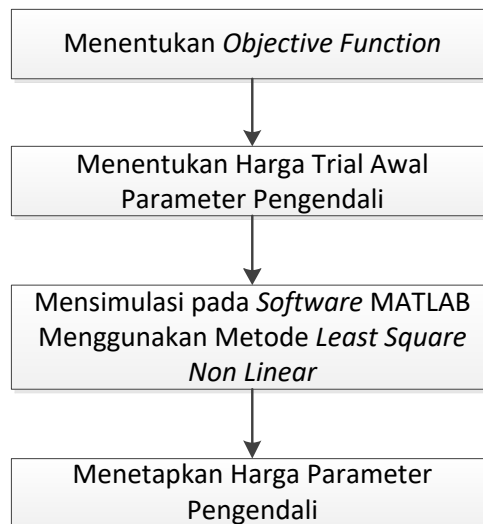 Menentukan Objective Function
Menentukan Harga Trial Awal
Parameter Pengendali
Mensimulasi pada Software MATLAB
Menggunakan Metode Least Square
Non Linear
Menetapkan Harga Parameter
Pengendali